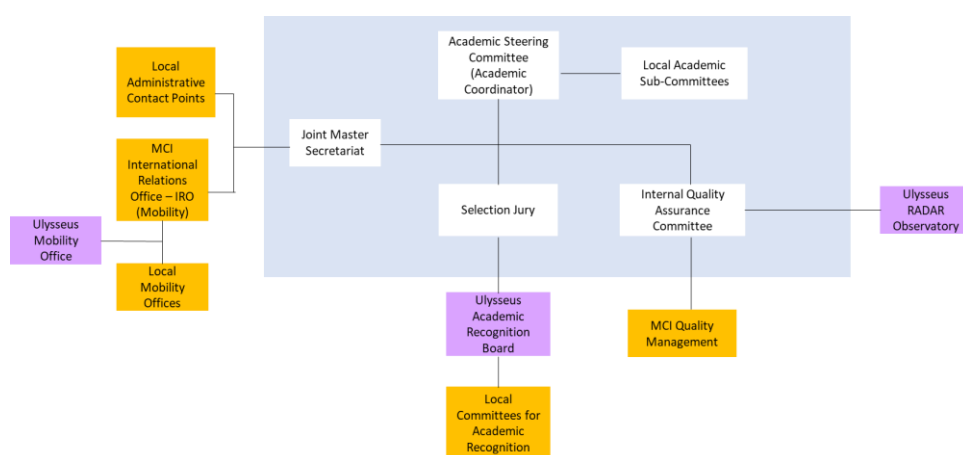 Academic Steering
Committee
(Academic
Coordinator)
Local Academic
Sub-Committees
Local
Administrative
Contact Points
Joint Master
Secretariat
MCI
International
Relations
Office – IRO
(Mobility)
Selection Jury
Internal Quality
Assurance
Committee
Ulysseus
RADAR
Observatory
Ulysseus
Mobility
Office
Local
Mobility
Offices
Ulysseus
Academic
Recognition
Board
MCI Quality
Management
Local
Committees for
Academic
Recognition